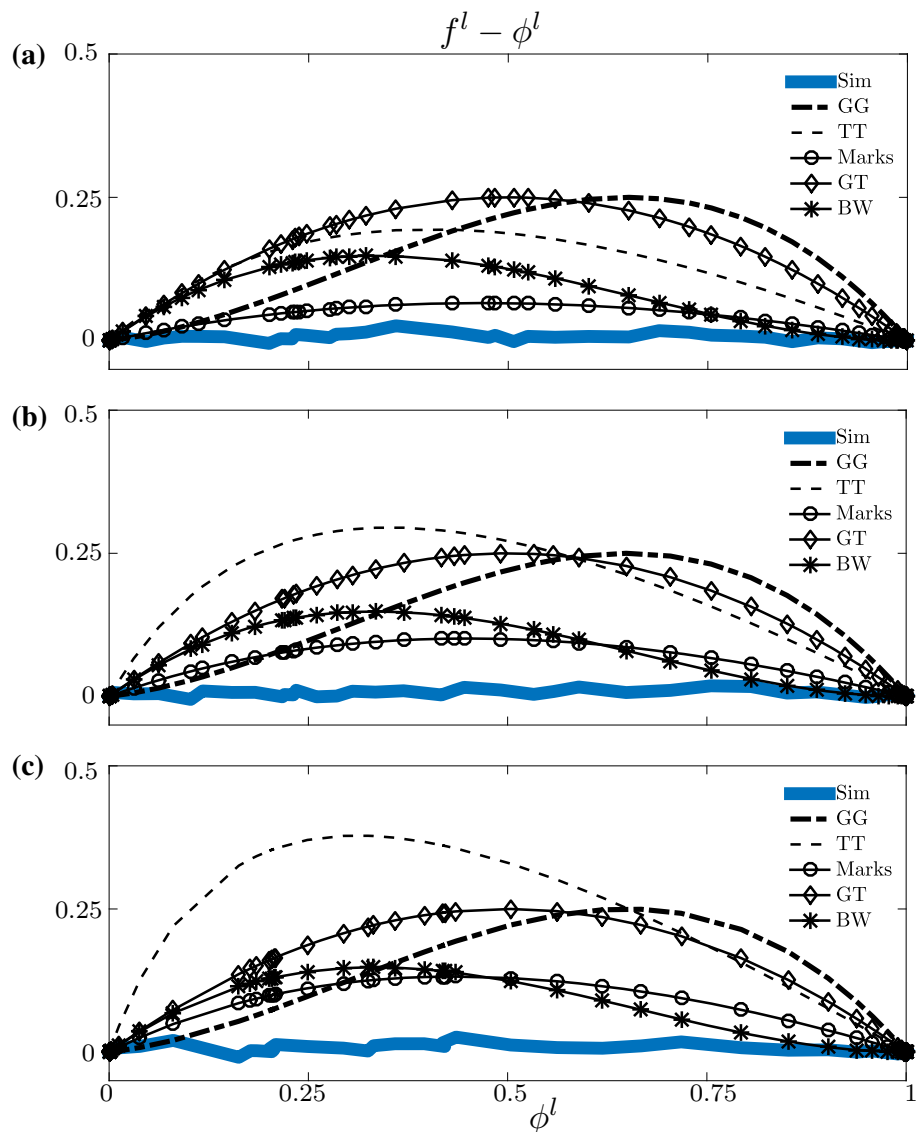 f^l − ϕ^l
(a)
0.5
0.25
0
Sim
GG
TT
Marks
GT
BW
(b)
0.5
0.25
0
Sim
GG
TT
Marks
GT
BW
(c)
0.5
0.25
0
Sim
GG
TT
Marks
GT
BW
0 0.25 0.5 0.75 1
ϕ^l